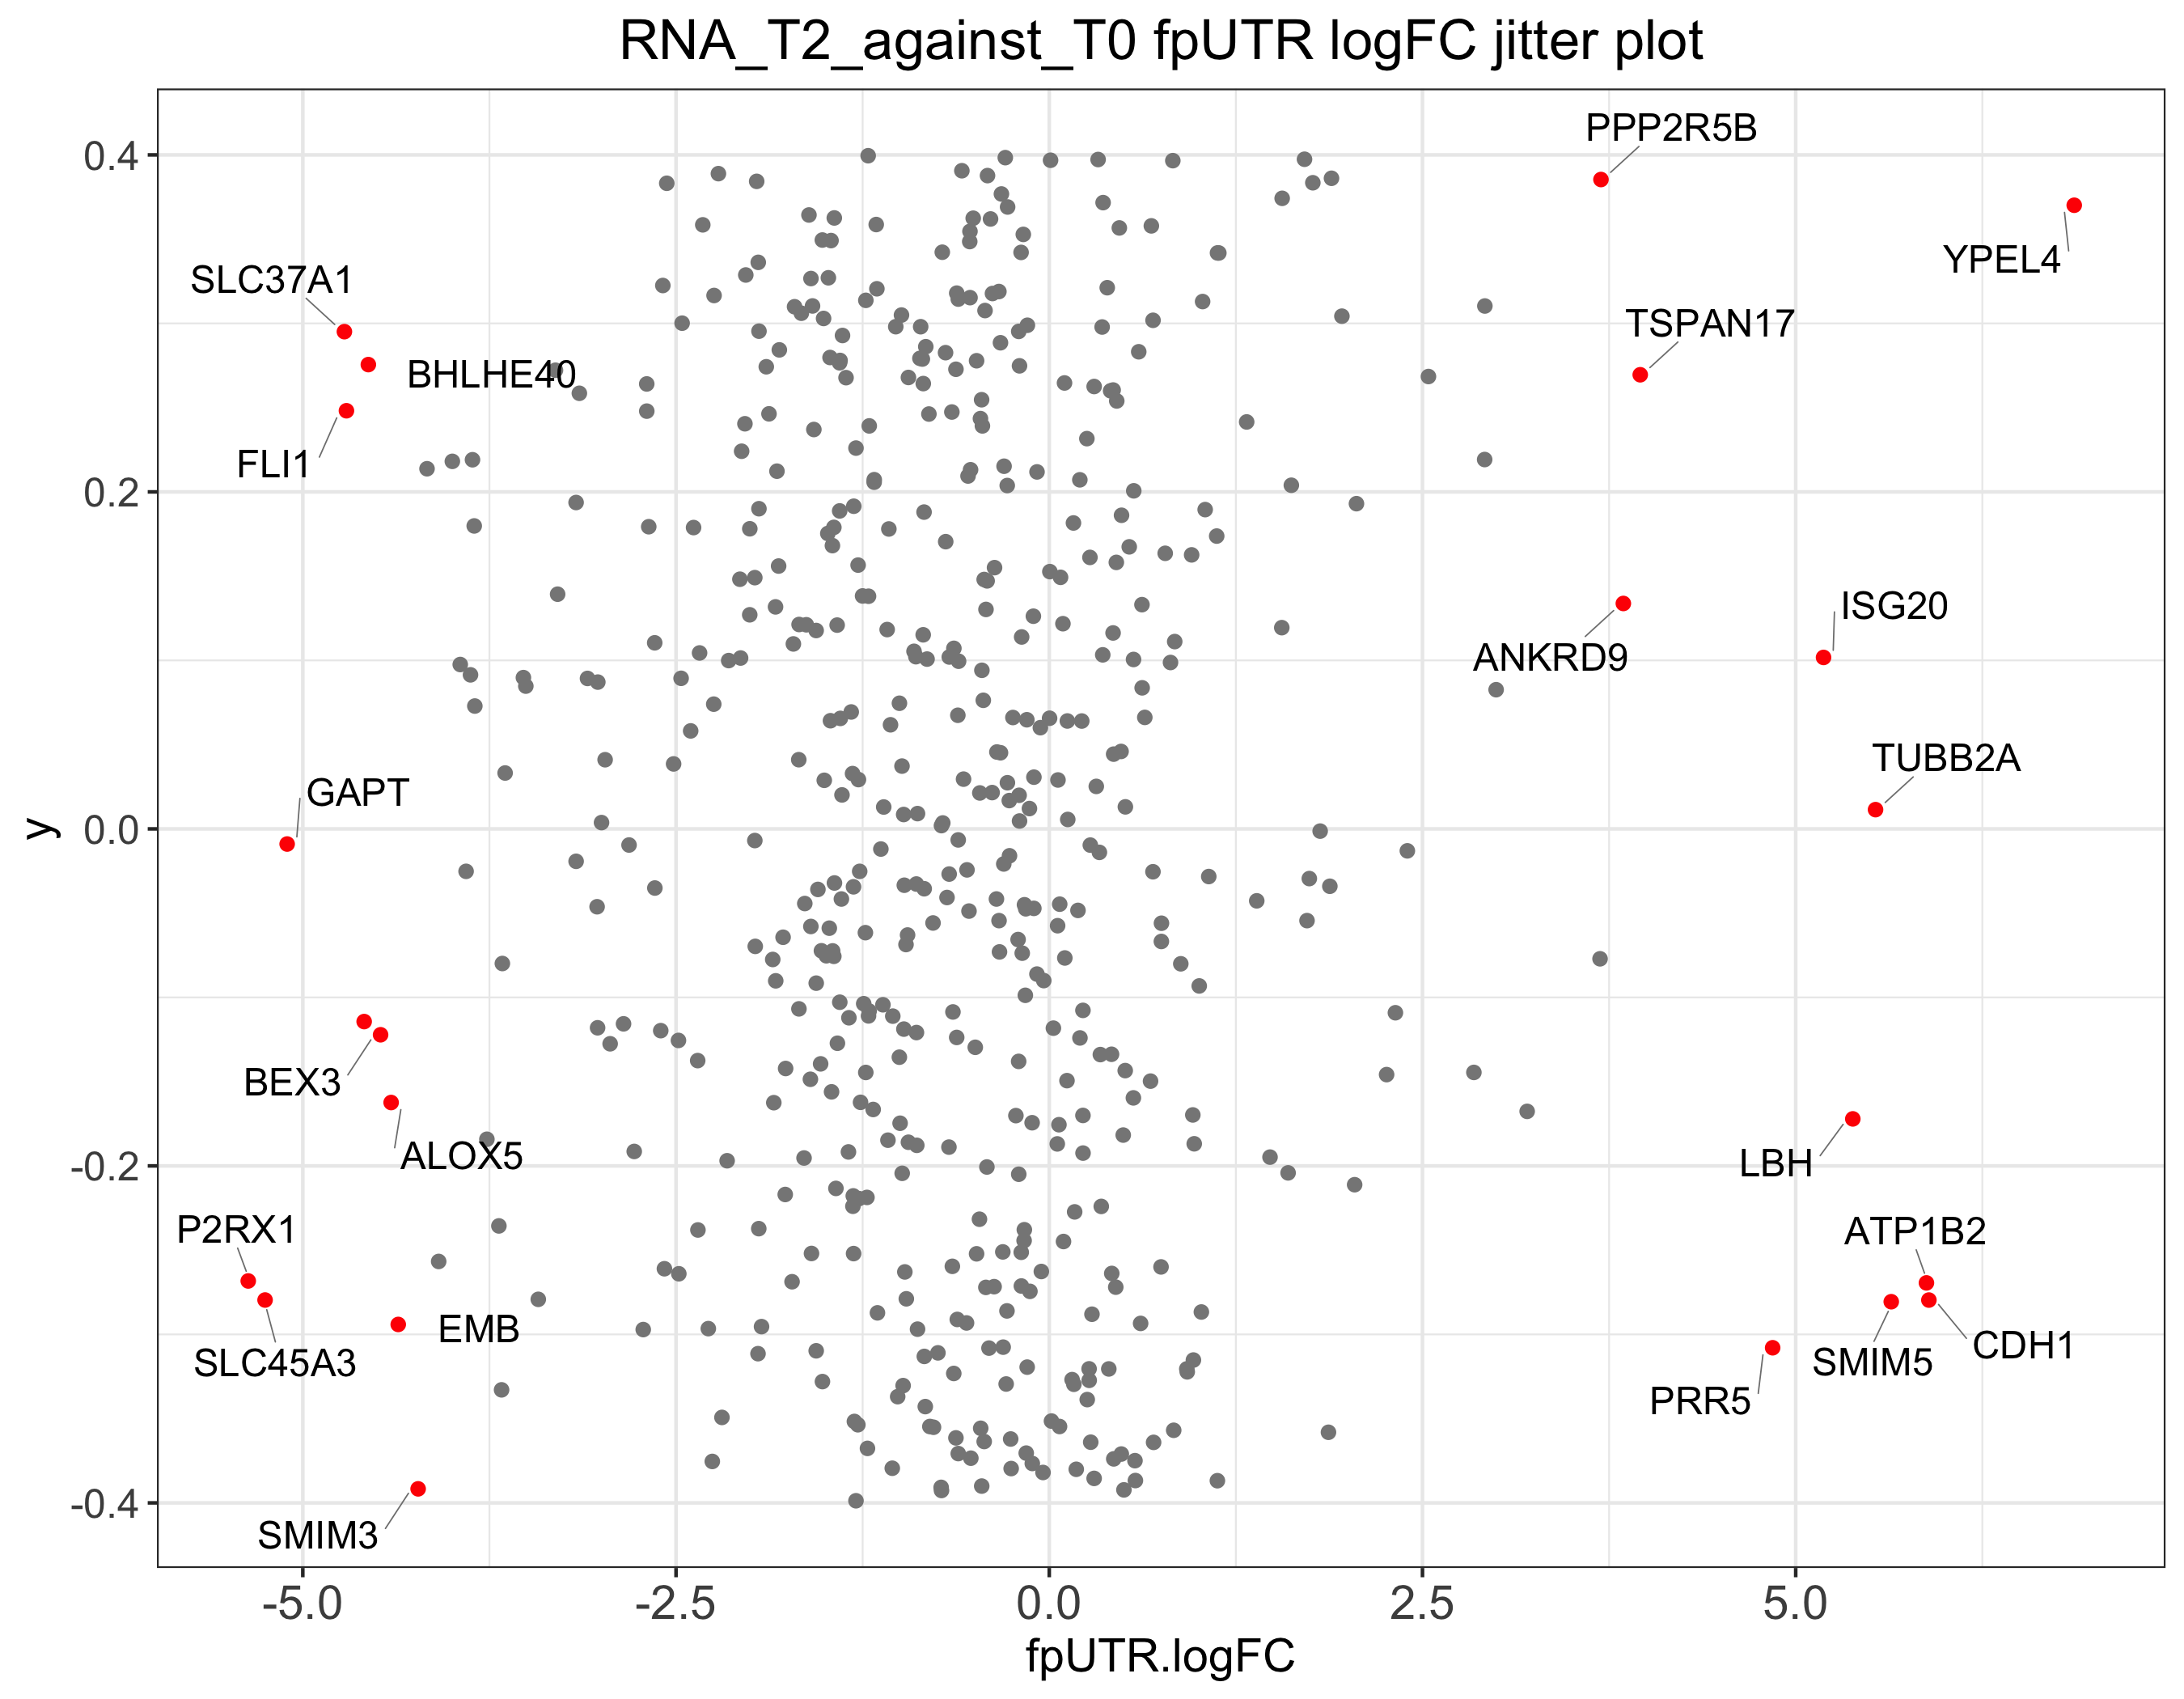 RNA_T2_against_T0 fpUTR logFC jitter plot
PPP2R5B
0.4
YPEL4
SLC37A1
TSPAN17
BHLHE40
FLI1
0.2
ISG20
ANKRD9
TUBB2A
GAPT
0.0
y
BEX3
ALOX5
LBH
-0.2
P2RX1
ATP1B2
EMB
CDH1
SLC45A3
SMIM5
PRR5
-0.4
SMIM3
-5.0
-2.5
0.0
2.5
5.0
fpUTR.logFC